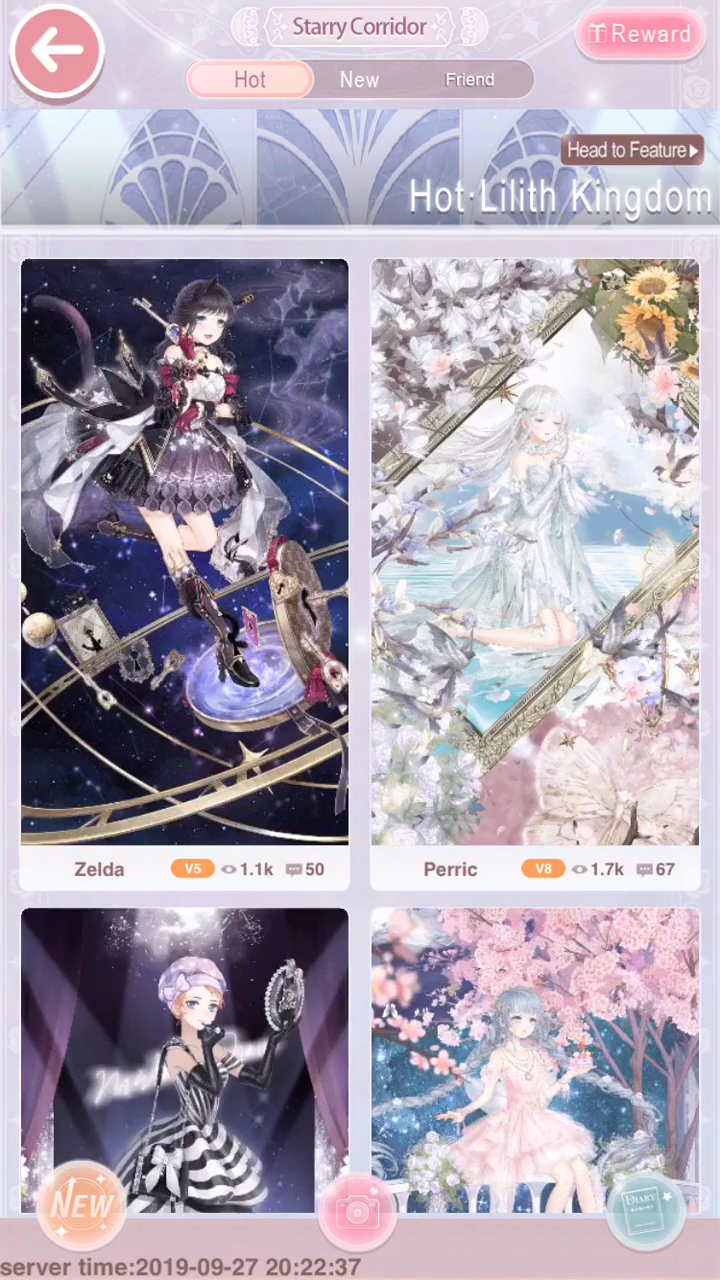 Starry Corridor
Reward
Hot New Friend
Head to Feature
Hot·Lilith Kingdom
Zelda V5 1.1k 50
Perric V8 1.7k 67
NEW
DIARY
server time:2019-09-27 20:22:37